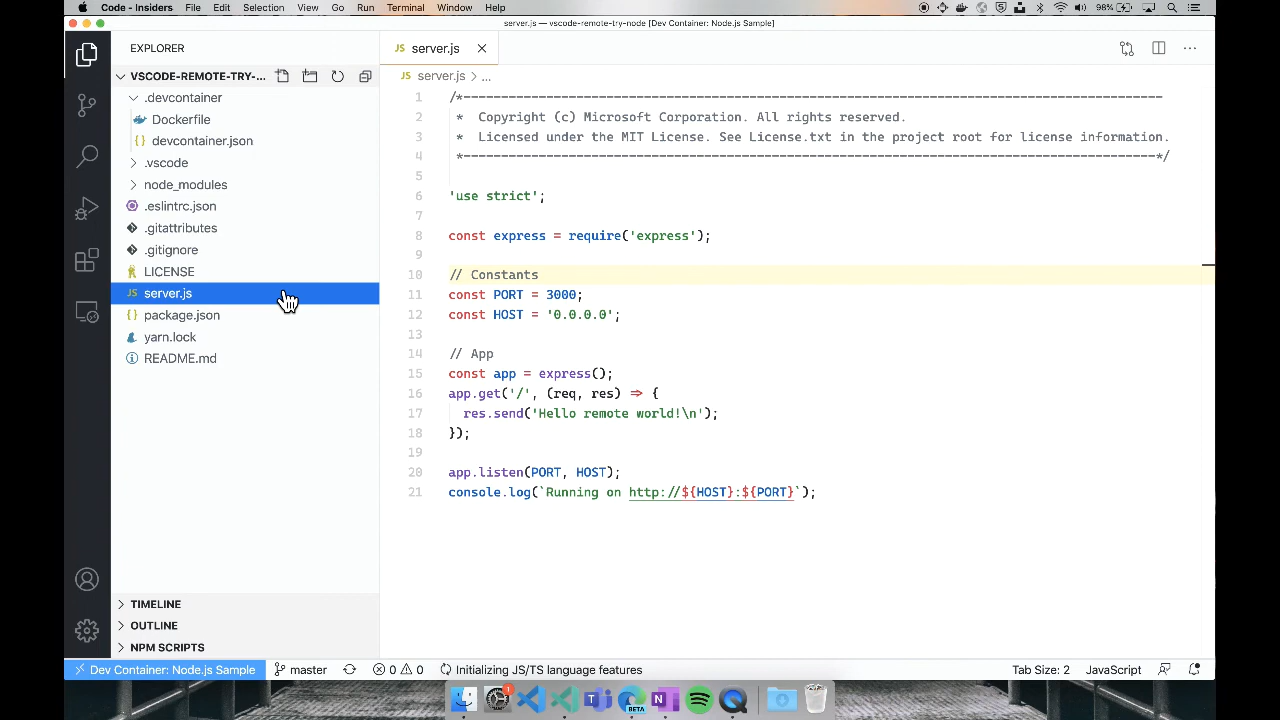 Code - Insiders File Edit Selection View Go Run Terminal Window Help 98%
server.js — vscode-remote-try-node [Dev Container: Node.js Sample]
EXPLORER
VSCODE-REMOTE-TRY-...
.devcontainer
Dockerfile
{} devcontainer.json
.vscode
node_modules
.eslintrc.json
.gitattributes
.gitignore
LICENSE
JS server.js
{} package.json
yarn.lock
README.md
TIMELINE
OUTLINE
NPM SCRIPTS
JS server.js
JS server.js > ...
1 /*----------------------------------------------------------------------------------------------
2 * Copyright (c) Microsoft Corporation. All rights reserved.
3 * Licensed under the MIT License. See License.txt in the project root for license information.
4 *---------------------------------------------------------------------------------------------*/
5
6 'use strict';
7
8 const express = require('express');
9
10 // Constants
11 const PORT = 3000;
12 const HOST = '0.0.0.0';
13
14 // App
15 const app = express();
16 app.get('/', (req, res) => {
17 res.send('Hello remote world!\n');
18 });
19
20 app.listen(PORT, HOST);
21 console.log(`Running on http://${HOST}:${PORT}`);
Dev Container: Node.js Sample master 0 0 Initializing JS/TS language features Tab Size: 2 JavaScript
1
BETA